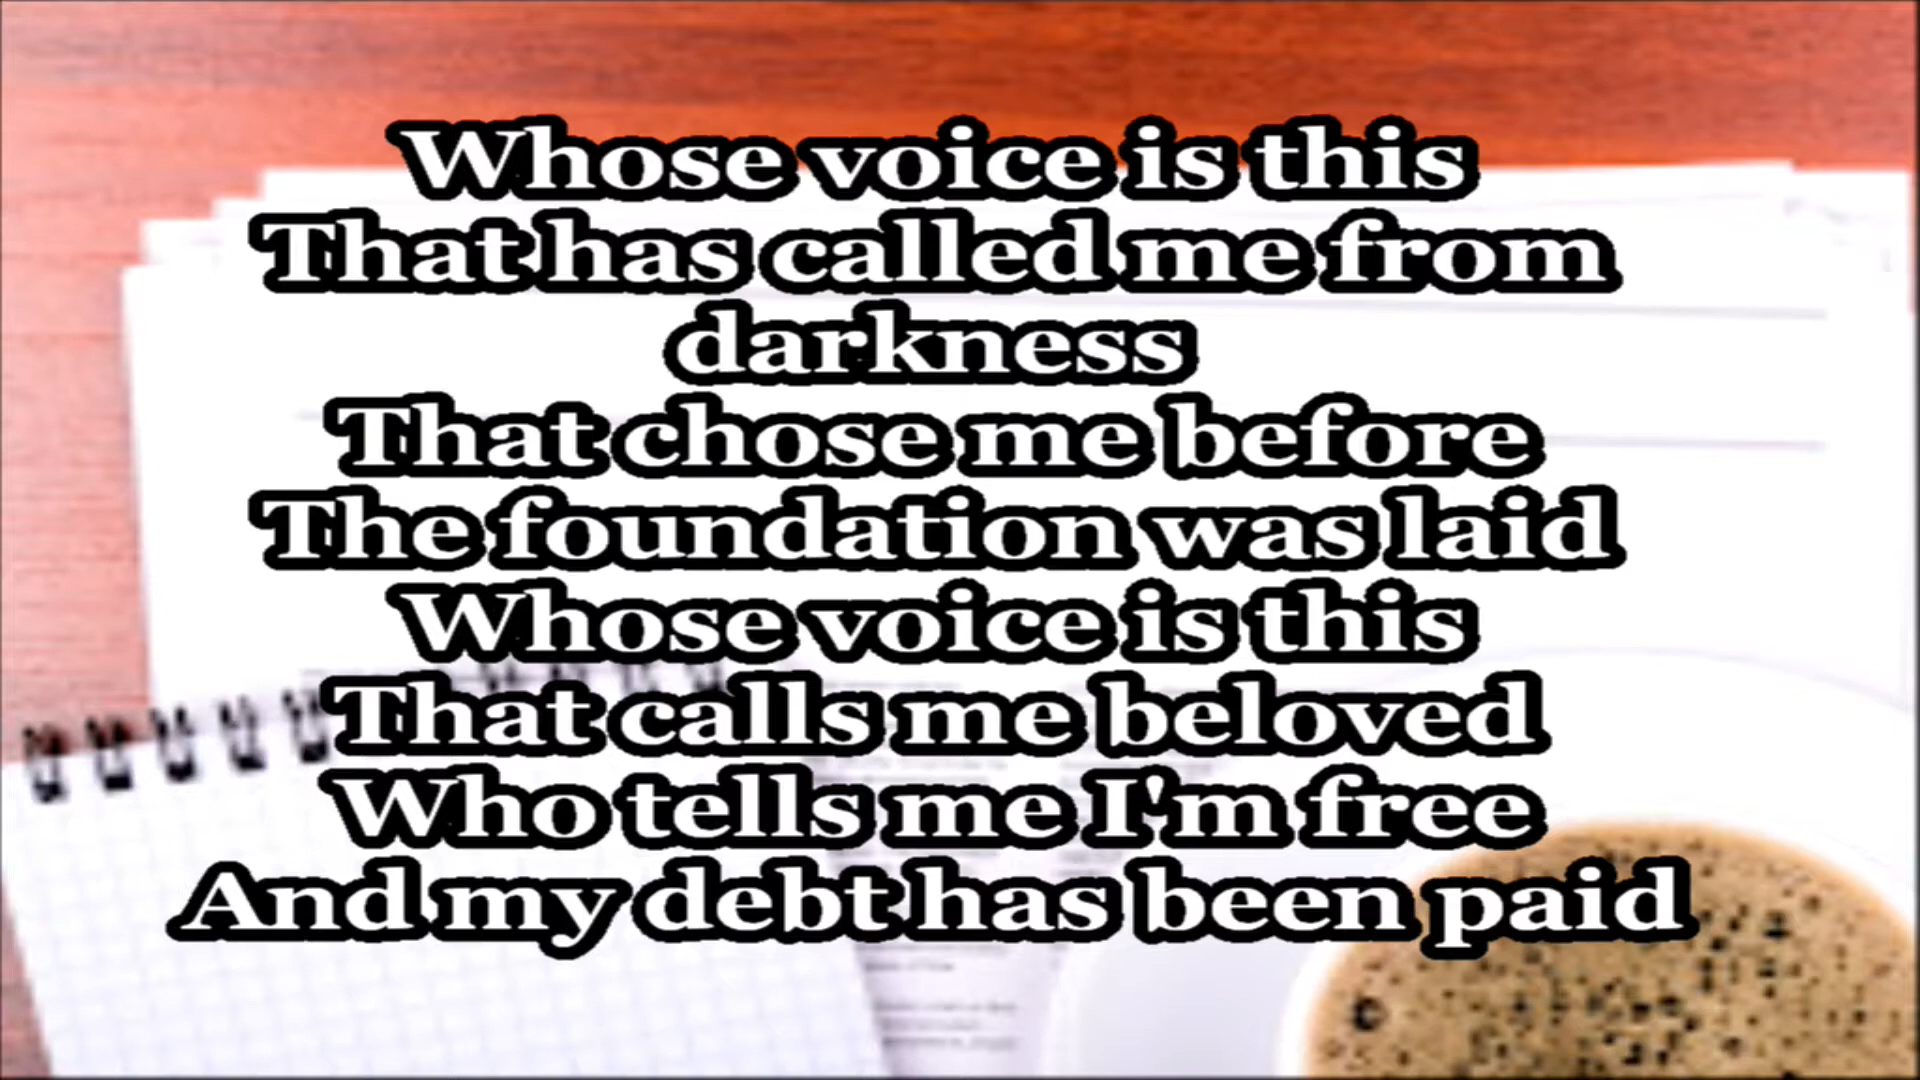 Whose voice is this
That has called me from
darkness
That chose me before
The foundation was laid
Whose voice is this
That calls me beloved
Who tells me I'm free
And my debt has been paid